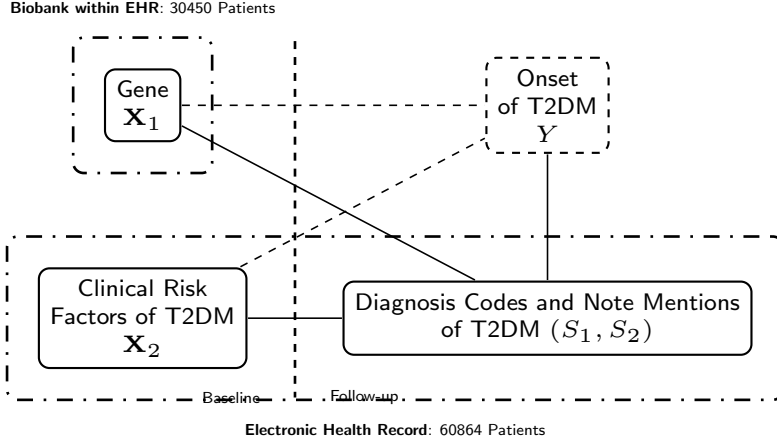 Biobank within EHR: 30450 Patients
Gene
X₁
Onset
of T2DM
Y
Clinical Risk
Factors of T2DM
X₂
Diagnosis Codes and Note Mentions
of T2DM (S₁, S₂)
Baseline
Follow-up
Electronic Health Record: 60864 Patients